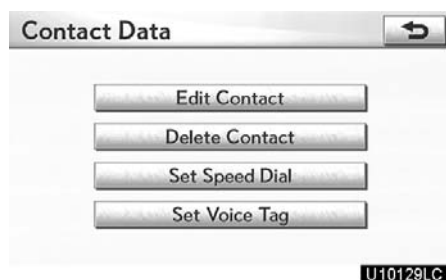 Contact Data
Edit Contact
Delete Contact
Set Speed Dial
Set Voice Tag
U10129LC